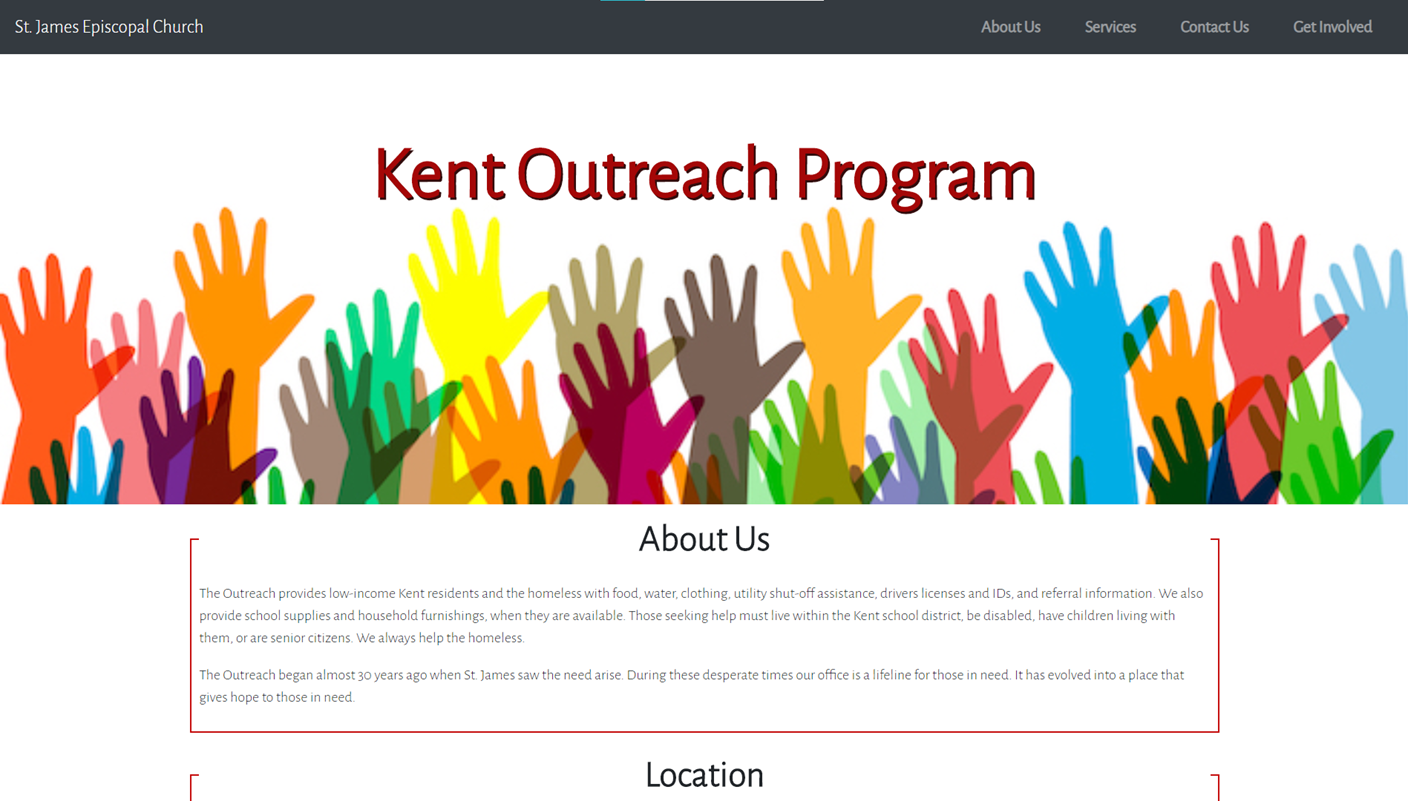 St. James Episcopal Church
About Us
Services
Contact Us
Get Involved
Kent Outreach Program
About Us
The Outreach provides low-income Kent residents and the homeless with food, water, clothing, utility shut-off assistance, drivers licenses and IDs, and referral information. We also
provide school supplies and household furnishings, when they are available. Those seeking help must live within the Kent school district, be disabled, have children living with
them, or are senior citizens. We always help the homeless.
The Outreach began almost 30 years ago when St. James saw the need arise. During these desperate times our office is a lifeline for those in need. It has evolved into a place that
gives hope to those in need.
Location